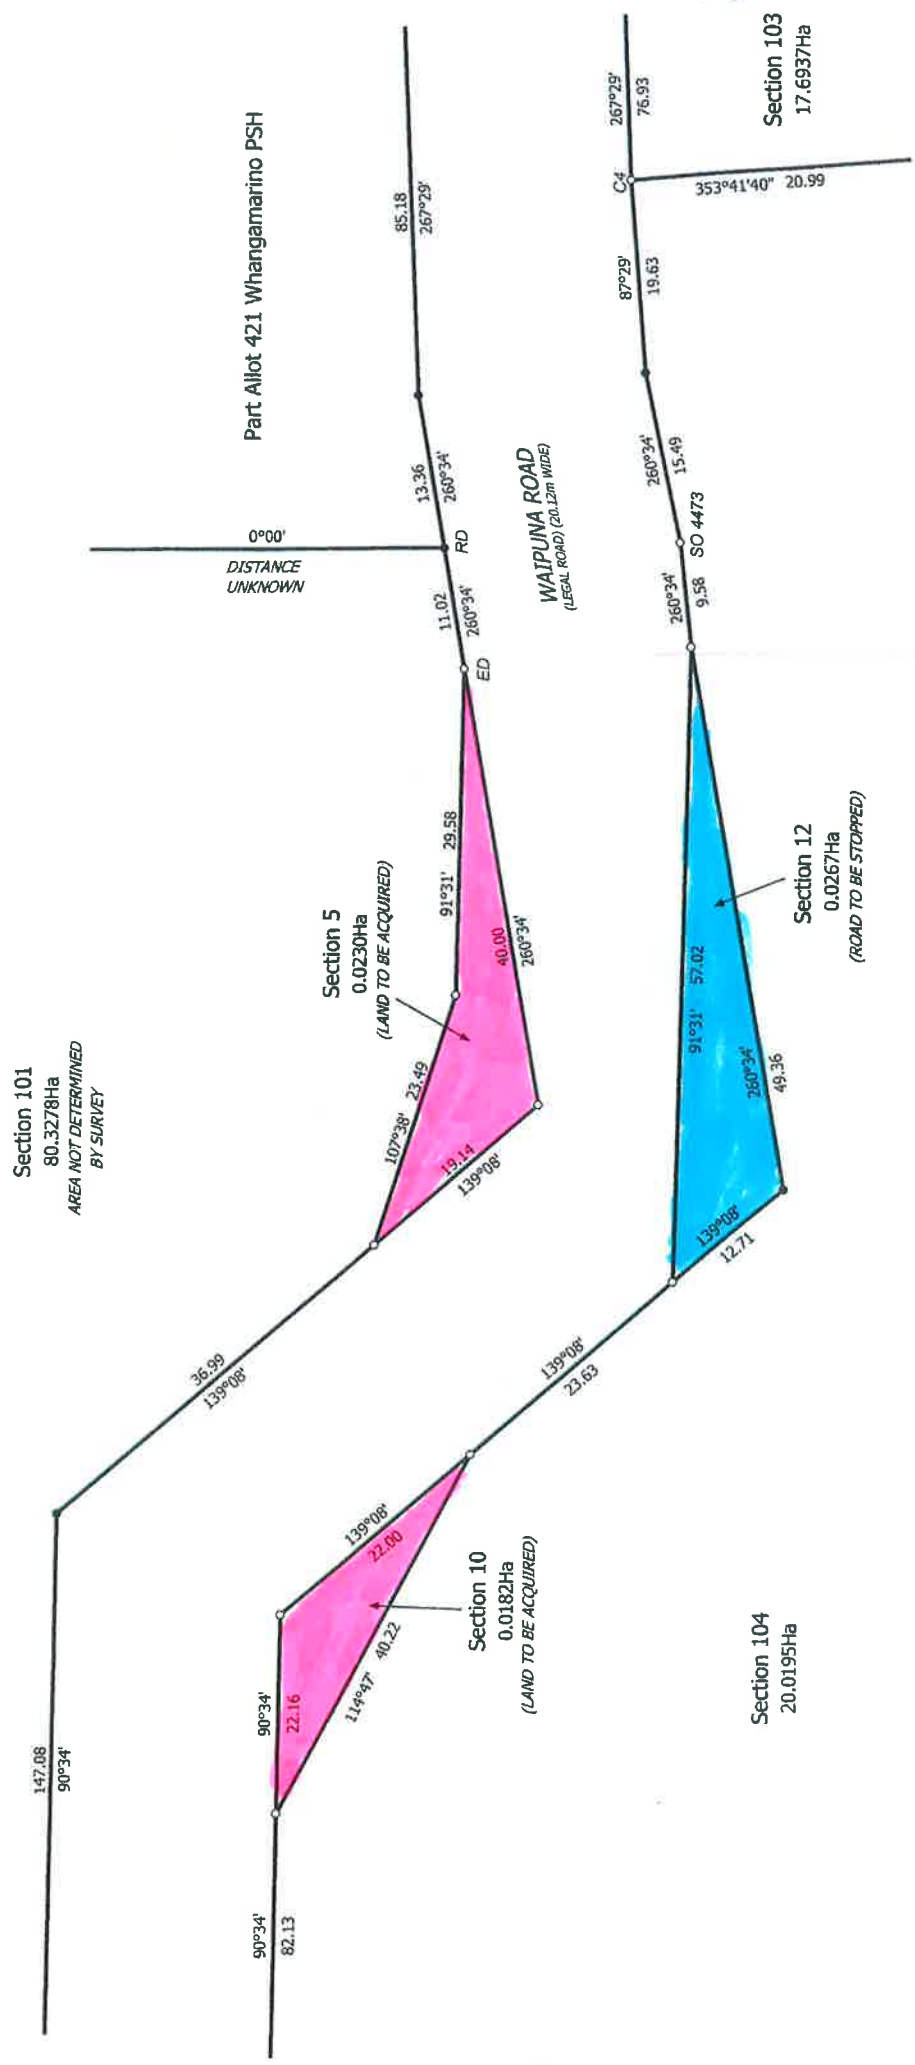 Section 101
80.3278Ha
AREA NOT DETERMINED
BY SURVEY
147.08
90°34'
36.99
139°08'
Section 5
0.0230Ha
(LAND TO BE ACQUIRED)
107°38' 23.49
91°31' 29.58
19.14
139°08'
40.00
260°34'
ED
11.02
260°34'
RD
0°00'
DISTANCE
UNKNOWN
13.36
260°34'
85.18
267°29'
Part Allot 421 Whangamarino PSH
WAIPUNA ROAD
(LEGAL ROAD) (20.12m WIDE)
90°34'
82.13
90°34'
22.16
139°08'
22.00
114°47' 40.22
Section 10
0.0182Ha
(LAND TO BE ACQUIRED)
139°08'
23.63
139°08'
12.71
91°31' 57.02
260°34'
49.36
Section 12
0.0267Ha
(ROAD TO BE STOPPED)
260°34'
9.58
SO 4473
260°34'
15.49
87°29'
19.63
C4
267°29'
76.93
353°41'40" 20.99
Section 103
17.6937Ha
Section 104
20.0195Ha